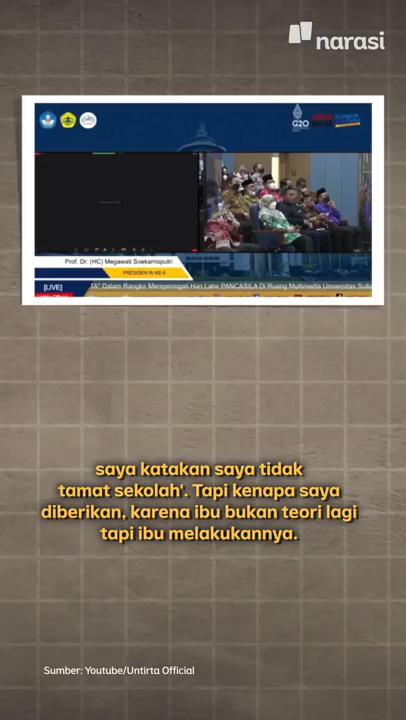 narasi
G20
Prof. Dr. (HC) Megawati Soekarnoputri
PRESIDEN RI KE-5
[LIVE]
TA" Dalam Rangka Memperingati Hari Lahir PANCASILA Di Ruang Multimedia Universitas Sulta
saya katakan saya tidak
tamat sekolah'. Tapi kenapa saya
diberikan, karena ibu bukan teori lagi
tapi ibu melakukannya.
Sumber: Youtube/Untirta Official